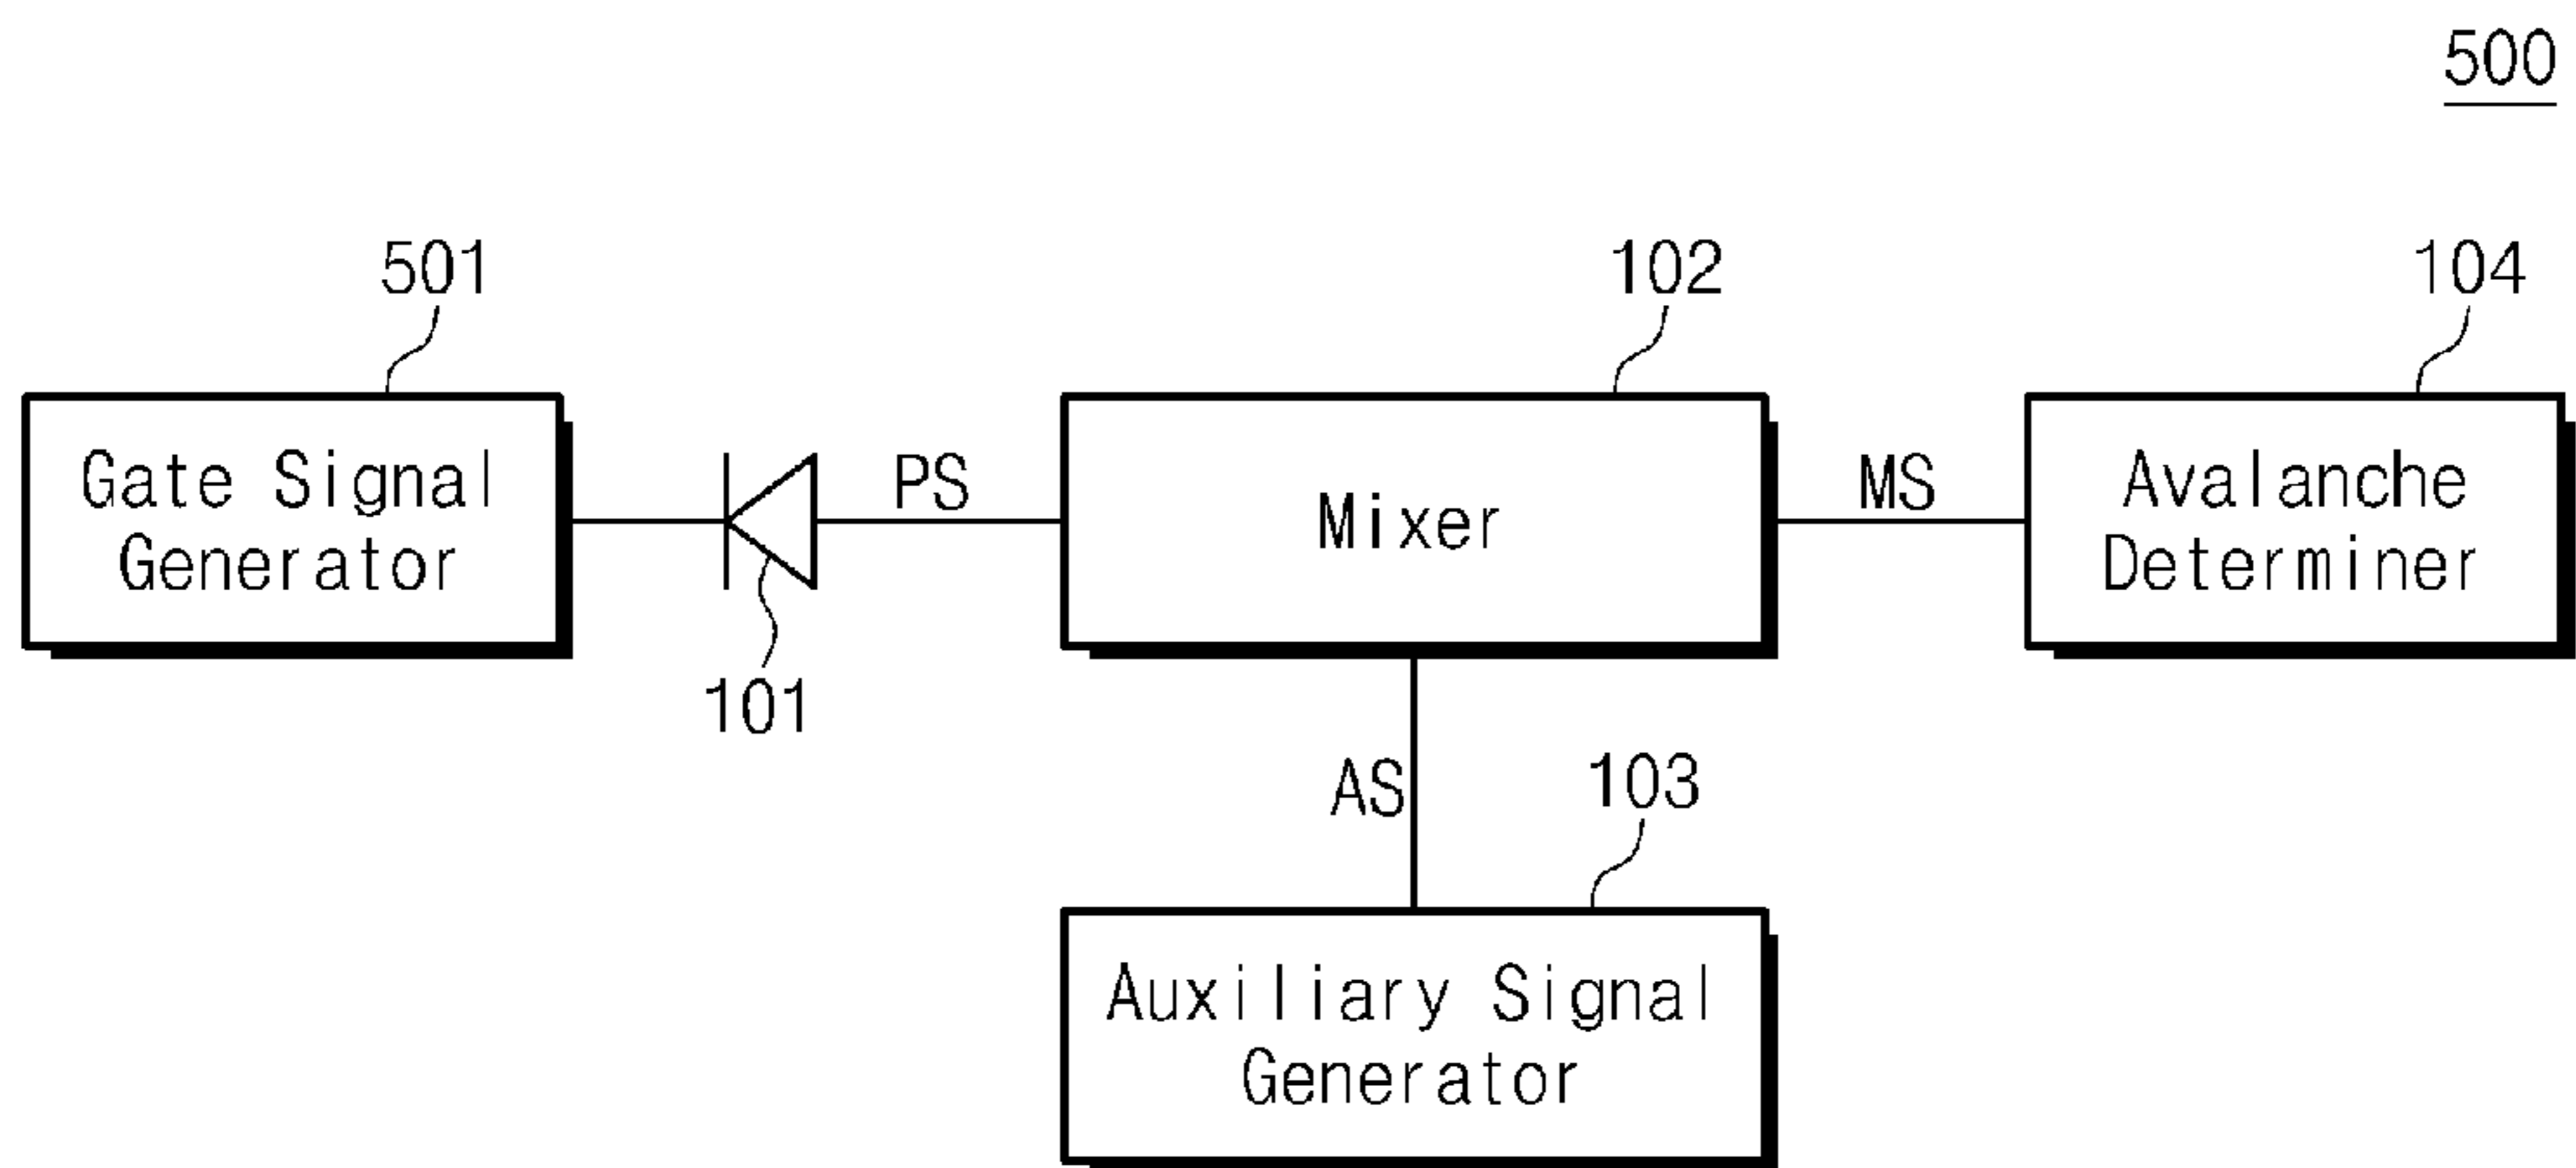 500
501
102
104
Gate Signal
Generator
PS
Mixer
MS
Avalanche
Determiner
101
AS
103
Auxiliary Signal
Generator